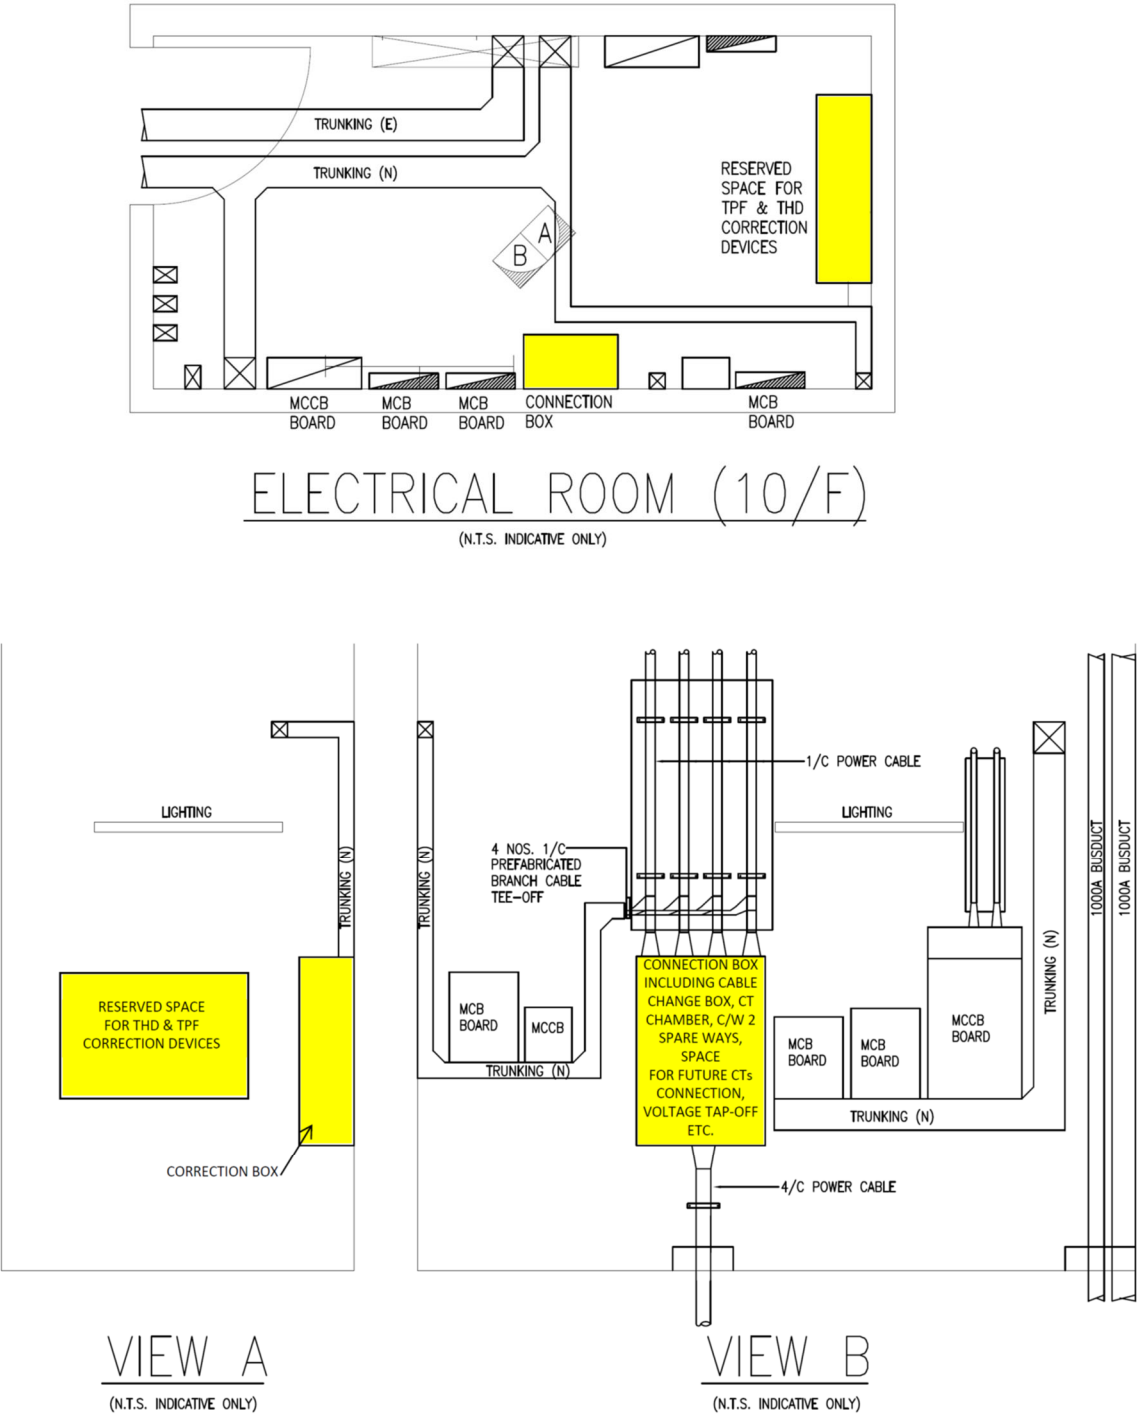 TRUNKING (E)
TRUNKING (N)
RESERVED
SPACE FOR
TPF & THD
CORRECTION
DEVICES
A
B
MCCB
BOARD
MCB
BOARD
MCB
BOARD
CONNECTION
BOX
MCB
BOARD
ELECTRICAL ROOM (10/F)
(N.T.S. INDICATIVE ONLY)
LIGHTING
TRUNKING (N)
RESERVED SPACE
FOR THD & TPF
CORRECTION DEVICES
CORRECTION BOX
VIEW A
(N.T.S. INDICATIVE ONLY)
1/C POWER CABLE
LIGHTING
4 NOS. 1/C
PREFABRICATED
BRANCH CABLE
TEE-OFF
TRUNKING (N)
MCB
BOARD
MCCB
TRUNKING (N)
CONNECTION BOX
INCLUDING CABLE
CHANGE BOX, CT
CHAMBER, C/W 2
SPARE WAYS,
SPACE
FOR FUTURE CTs
CONNECTION,
VOLTAGE TAP-OFF
ETC.
MCB
BOARD
MCB
BOARD
MCCB
BOARD
TRUNKING (N)
TRUNKING (N)
1000A BUSDUCT
1000A BUSDUCT
4/C POWER CABLE
VIEW B
(N.T.S. INDICATIVE ONLY)